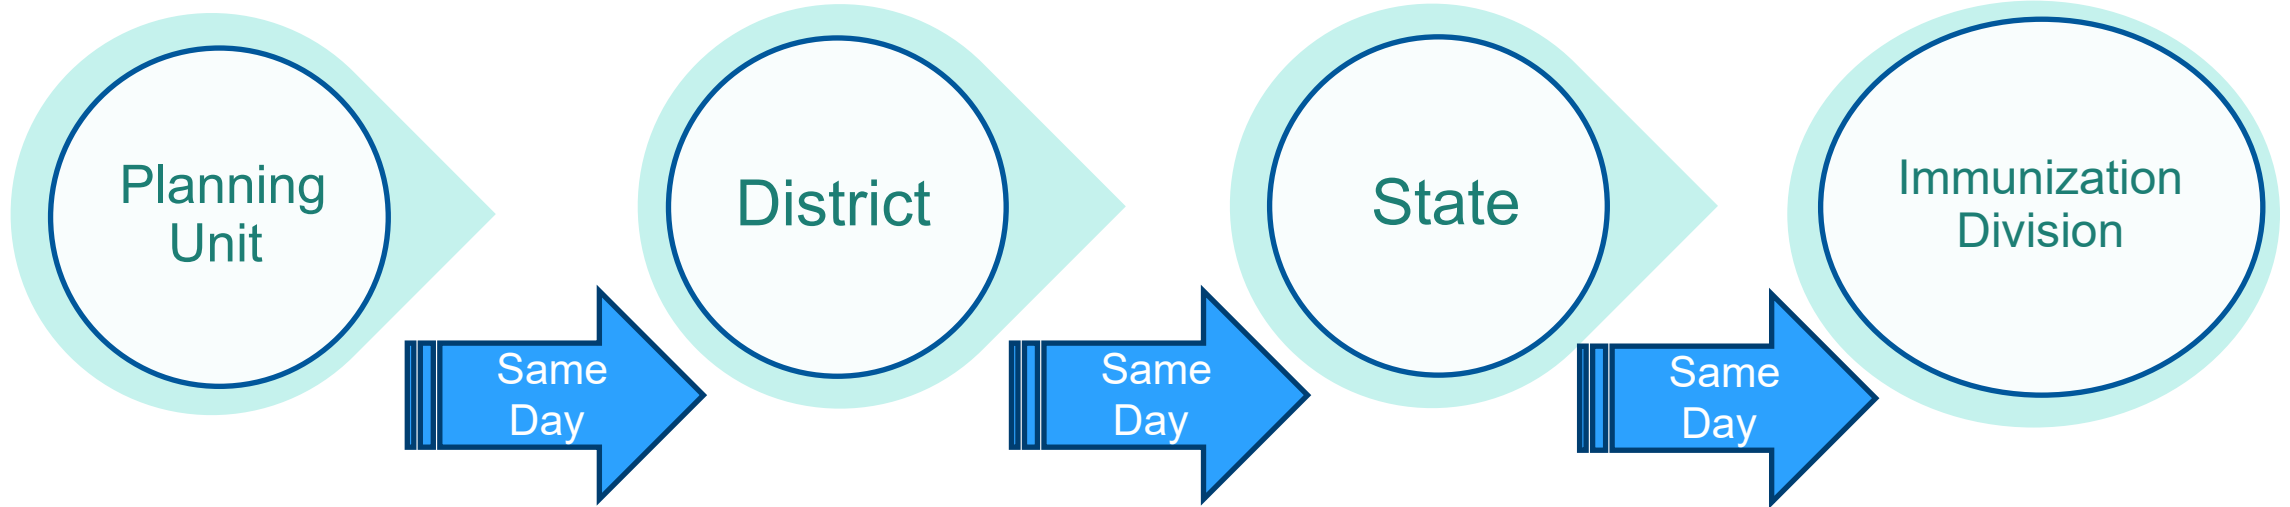 Planning
Unit
District
State
Immunization
Division
Same
Day
Same
Day
Same
Day